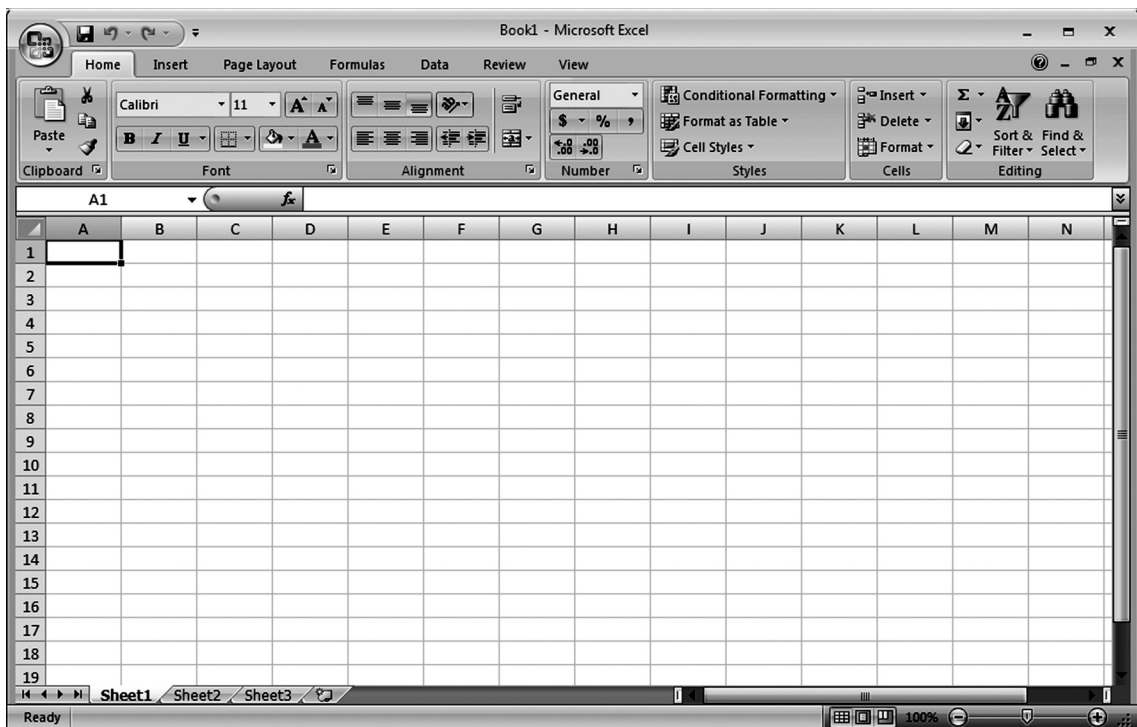 Book1 - Microsoft Excel
Home Insert Page Layout Formulas Data Review View
Calibri 11 General Conditional Formatting Insert Σ
Paste B I U A $ % , Format as Table Delete Sort & Find &
Cell Styles Format Filter Select
Clipboard Font Alignment Number Styles Cells Editing
A1 fx
A B C D E F G H I J K L M N
1
2
3
4
5
6
7
8
9
10
11
12
13
14
15
16
17
18
19
Sheet1 Sheet2 Sheet3
Ready 100%